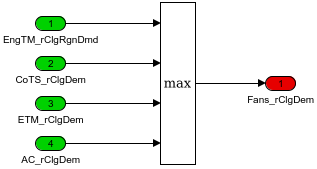 1
EngTM_rClgRgnDmd
2
CoTS_rClgDem
3
ETM_rClgDem
4
AC_rClgDem
max
1
Fans_rClgDem